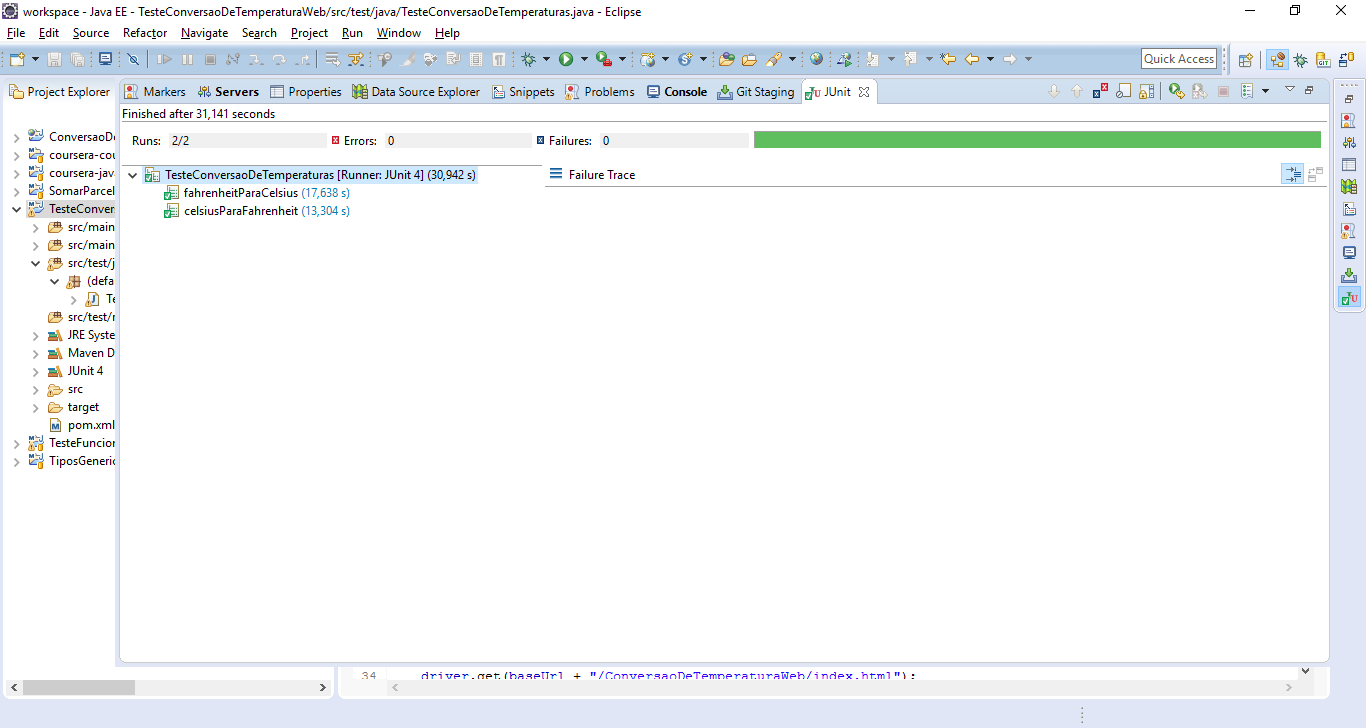 workspace - Java EE - TesteConversaoDeTemperaturaWeb/src/test/java/TesteConversaoDeTemperaturas.java - Eclipse
File Edit Source Refactor Navigate Search Project Run Window Help
Quick Access
Project Explorer
Markers Servers Properties Data Source Explorer Snippets Problems Console Git Staging JUnit
Finished after 31,141 seconds
Runs: 2/2 Errors: 0 Failures: 0
TesteConversaoDeTemperaturas [Runner: JUnit 4] (30,942 s)
fahrenheitParaCelsius (17,638 s)
celsiusParaFahrenheit (13,304 s)
Failure Trace
ConversaoDe
coursera-cou
coursera-jav
SomarParcel
TesteConver
src/main
src/main
src/test/j
(defa
Te
src/test/r
JRE Syste
Maven D
JUnit 4
src
target
pom.xml
TesteFuncion
TiposGeneric
34 driver.get(baseUrl + "/ConversaoDeTemperaturaWeb/index.html");